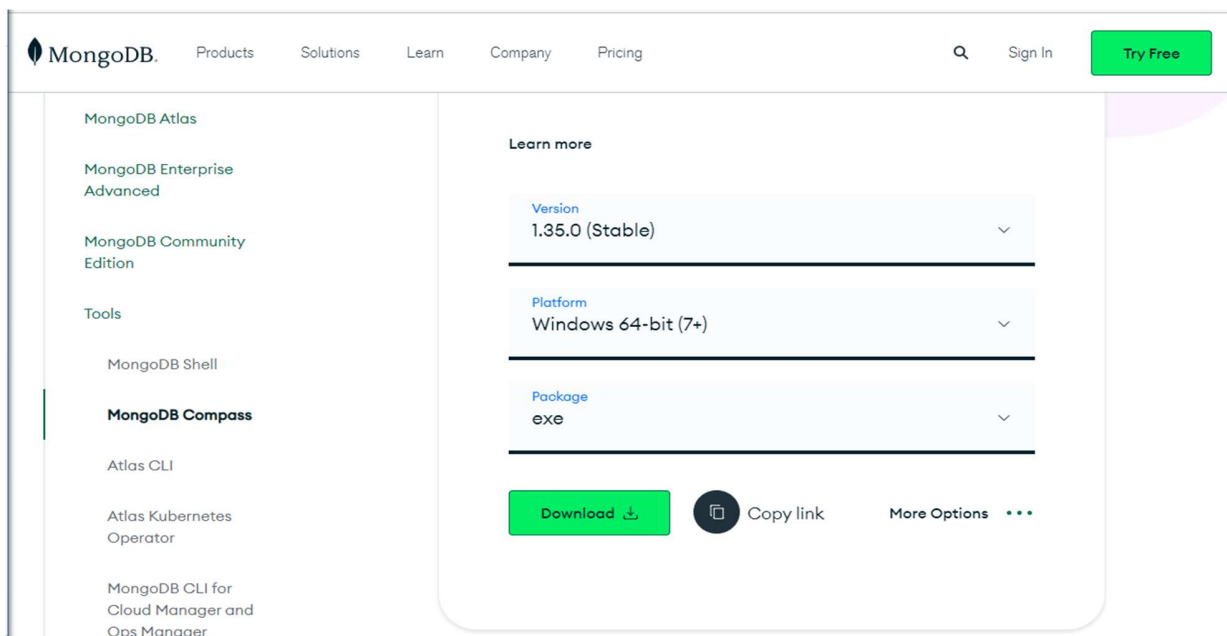 MongoDB. Products Solutions Learn Company Pricing Sign In Try Free
MongoDB Atlas
MongoDB Enterprise
Advanced
MongoDB Community
Edition
Tools
MongoDB Shell
MongoDB Compass
Atlas CLI
Atlas Kubernetes
Operator
MongoDB CLI for
Cloud Manager and
Ops Manager
Learn more
Version
1.35.0 (Stable)
Platform
Windows 64-bit (7+)
Package
exe
Download Copy link More Options